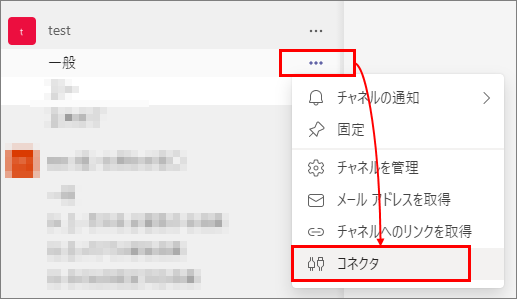 t test
一般
チャネルの通知
固定
チャネルを管理
メール アドレスを取得
チャネルへのリンクを取得
コネクタ